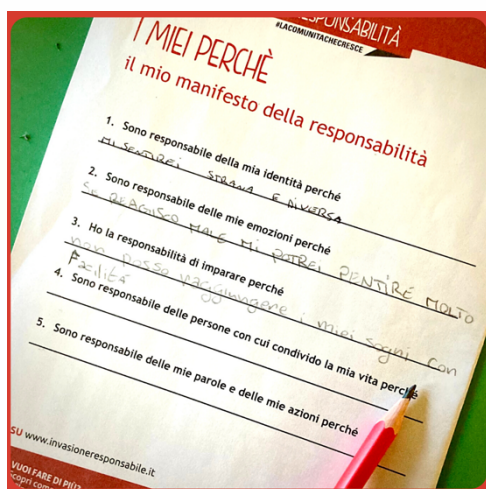 RESPONSABILITÀ
#LACOMUNITACHECRESCE
I MIEI PERCHÈ
il mio manifesto della responsabilità
1. Sono responsabile della mia identità perché
MI SENTIREI STRANA E DIVERSA
2. Sono responsabile delle mie emozioni perché
SE REAGISCO MALE MI POTREI PENTIRE MOLTO
3. Ho la responsabilità di imparare perché
non posso raggiungere i miei sogni con
Facilità
4. Sono responsabile delle persone con cui condivido la mia vita perché
5. Sono responsabile delle mie parole e delle mie azioni perché
SU www.invasioneresponsabile.it
VUOI FARE DI PIÙ?
Scopri come